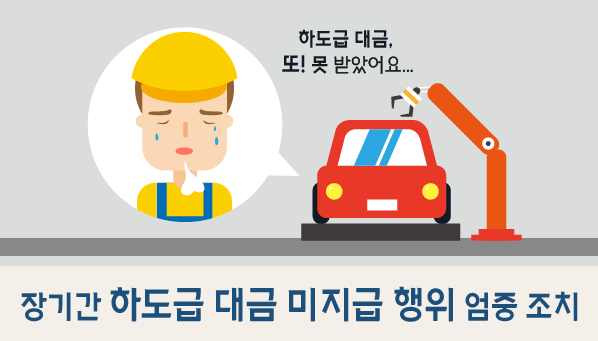 하도급 대금,
또! 못 받았어요...
장기간 하도급 대금 미지급 행위 엄중 조치